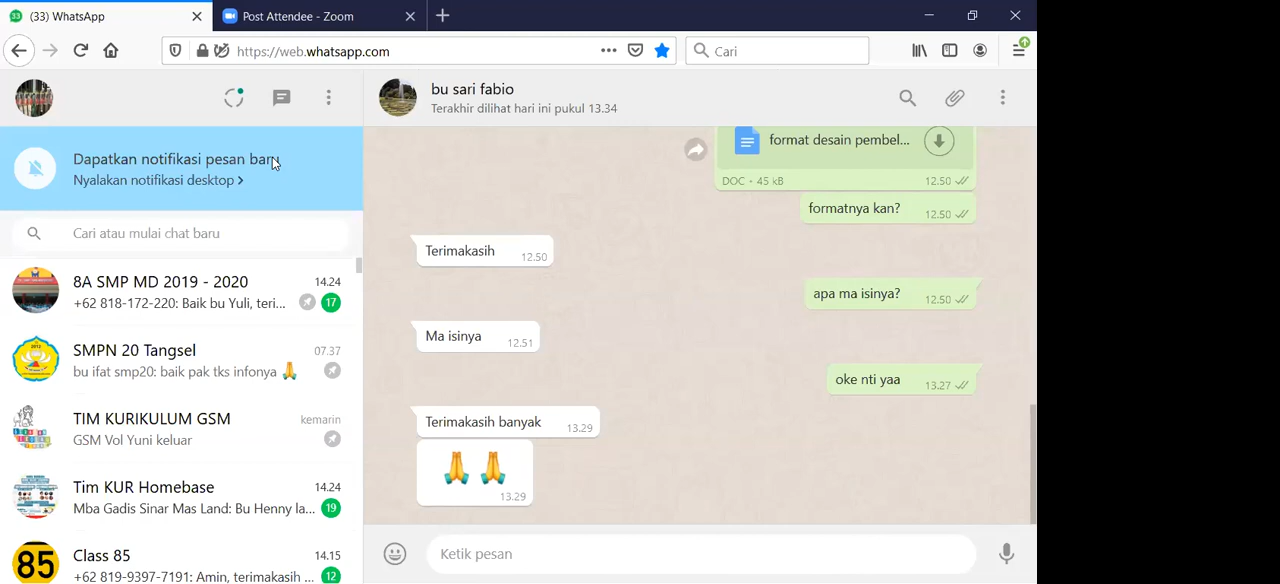 (33) WhatsApp
Post Attendee - Zoom
https://web.whatsapp.com
Cari
bu sari fabio
Terakhir dilihat hari ini pukul 13.34
Dapatkan notifikasi pesan baru
Nyalakan notifikasi desktop >
Cari atau mulai chat baru
8A SMP MD 2019 - 2020
14.24
+62 818-172-220: Baik bu Yuli, teri...
17
SMPN 20 Tangsel
07.37
bu ifat smp20: baik pak tks infonya 🙏
TIM KURIKULUM GSM
kemarin
GSM Vol Yuni keluar
Tim KUR Homebase
14.24
Mba Gadis Sinar Mas Land: Bu Henny la...
19
85
Class 85
14.15
+62 819-9397-7191: Amin, terimakasih ...
12
format desain pembel...
DOC • 45 kB
12.50
formatnya kan?
12.50
Terimakasih
12.50
apa ma isinya?
12.50
Ma isinya
12.51
oke nti yaa
13.27
Terimakasih banyak
13.29
🙏 🙏
13.29
Ketik pesan